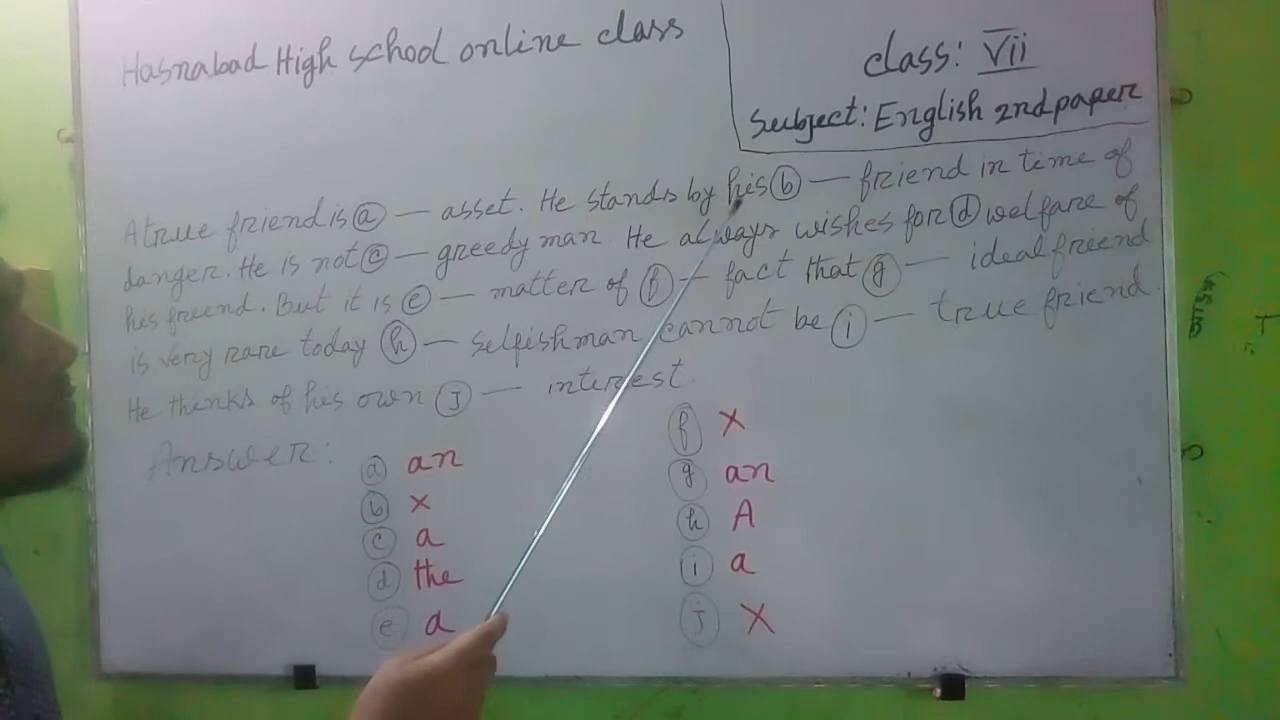 Hasnabad High school online class
class: Vii
Subject: English 2nd paper
A true friend is ⓐ — asset. He stands by his ⓑ — friend in time of
danger. He is not ⓒ — greedy man He always wishes for ⓓ welfare of
his freend. But it is ⓔ — matter of ⓕ — fact that ⓖ — ideal friend
is very rare today ⓗ — selfish man cannot be ⓘ — true friend.
He thinks of his own ⓙ — interest.
Answer:
ⓐ an
ⓑ x
ⓒ a
ⓓ the
ⓔ a
ⓕ x
ⓖ an
ⓗ A
ⓘ a
ⓙ X